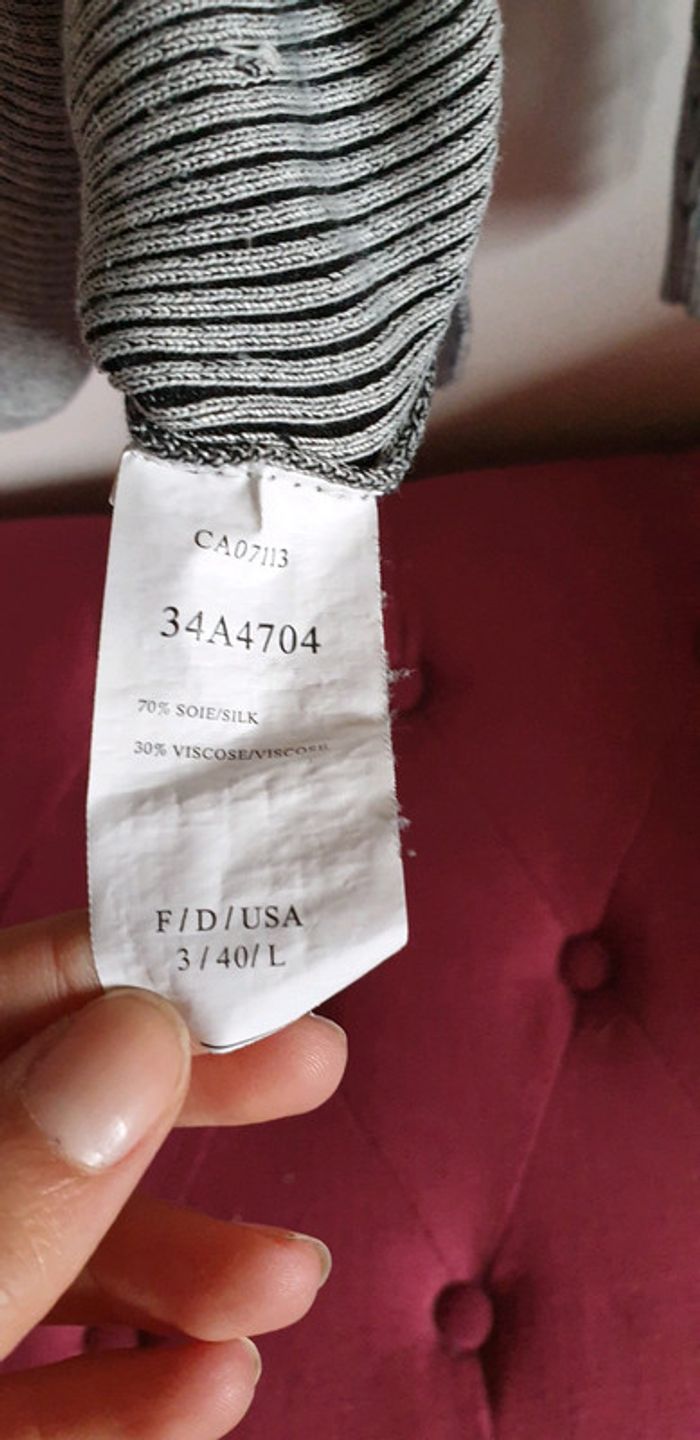 CA07113
34A4704
70% SOIE/SILK
30% VISCOSE/VISCOSE
F/D/USA
3/40/L